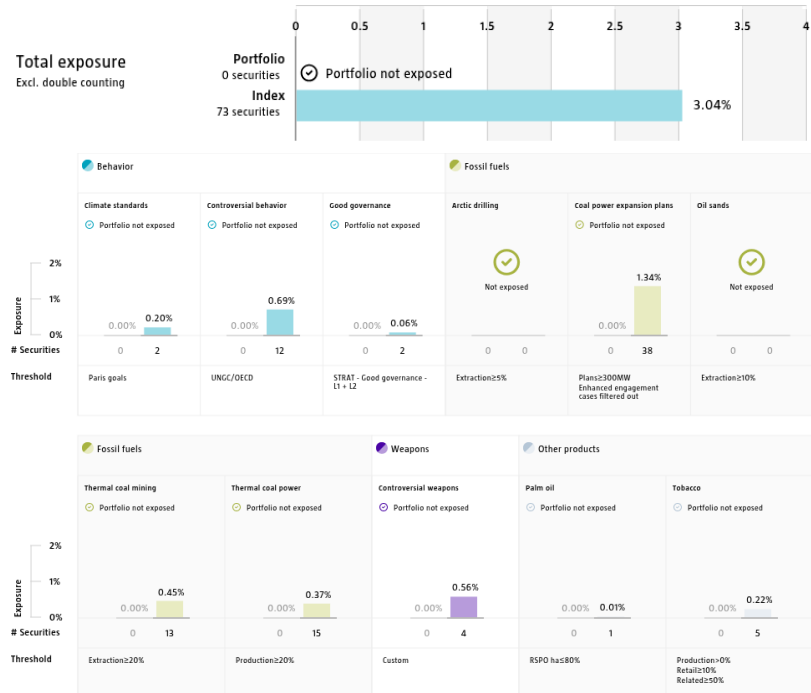 0 0.5 1 1.5 2 2.5 3 3.5 4
Total exposure
Excl. double counting
Portfolio
0 securities
Portfolio not exposed
Index
73 securities
3.04%
Behavior
Fossil fuels
Climate standards
Controversial behavior
Good governance
Arctic drilling
Coal power expansion plans
Oil sands
Portfolio not exposed
Portfolio not exposed
Portfolio not exposed
Not exposed
Portfolio not exposed
Not exposed
Exposure
2%
1%
0%
0.00% 0.20%
0.00% 0.69%
0.00% 0.06%
0.00% 1.34%
# Securities
0 2
0 12
0 2
0 0
0 38
0 0
Threshold
Paris goals
UNGC/OECD
STRAT - Good governance -
L1 + L2
Extraction≥5%
Plans≥300MW
Enhanced engagement
cases filtered out
Extraction≥10%
Fossil fuels
Weapons
Other products
Thermal coal mining
Thermal coal power
Controversial weapons
Palm oil
Tobacco
Portfolio not exposed
Portfolio not exposed
Portfolio not exposed
Portfolio not exposed
Portfolio not exposed
Exposure
2%
1%
0%
0.00% 0.45%
0.00% 0.37%
0.00% 0.56%
0.00% 0.01%
0.00% 0.22%
# Securities
0 13
0 15
0 4
0 1
0 5
Threshold
Extraction≥20%
Production≥20%
Custom
RSPO ha≤80%
Production>0%
Retail≥10%
Related≥50%